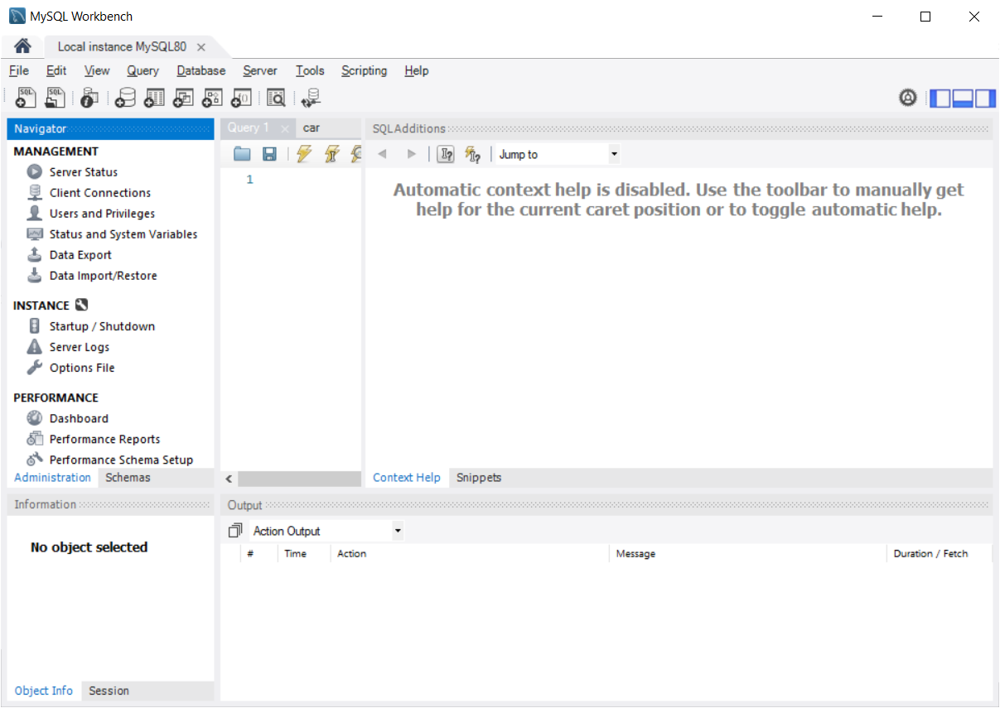 MySQL Workbench
Local instance MySQL80
File Edit View Query Database Server Tools Scripting Help
SQL SQL
Navigator
MANAGEMENT
Server Status
Client Connections
Users and Privileges
Status and System Variables
Data Export
Data Import/Restore
INSTANCE
Startup / Shutdown
Server Logs
Options File
PERFORMANCE
Dashboard
Performance Reports
Performance Schema Setup
Administration Schemas
Query 1 car
1
SQLAdditions
Jump to
Automatic context help is disabled. Use the toolbar to manually get
help for the current caret position or to toggle automatic help.
Context Help Snippets
Information
No object selected
Object Info Session
Output
Action Output
# Time Action Message Duration / Fetch